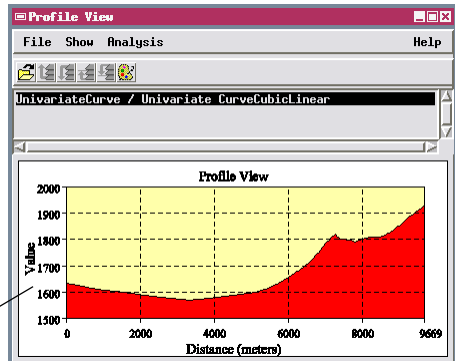 Profile View
File Show Analysis Help
UnivariateCurve / Univariate CurveCubicLinear
Profile View
2000
1900
1800
1700
1600
1500
Value
0 2000 4000 6000 8000 9669
Distance (meters)